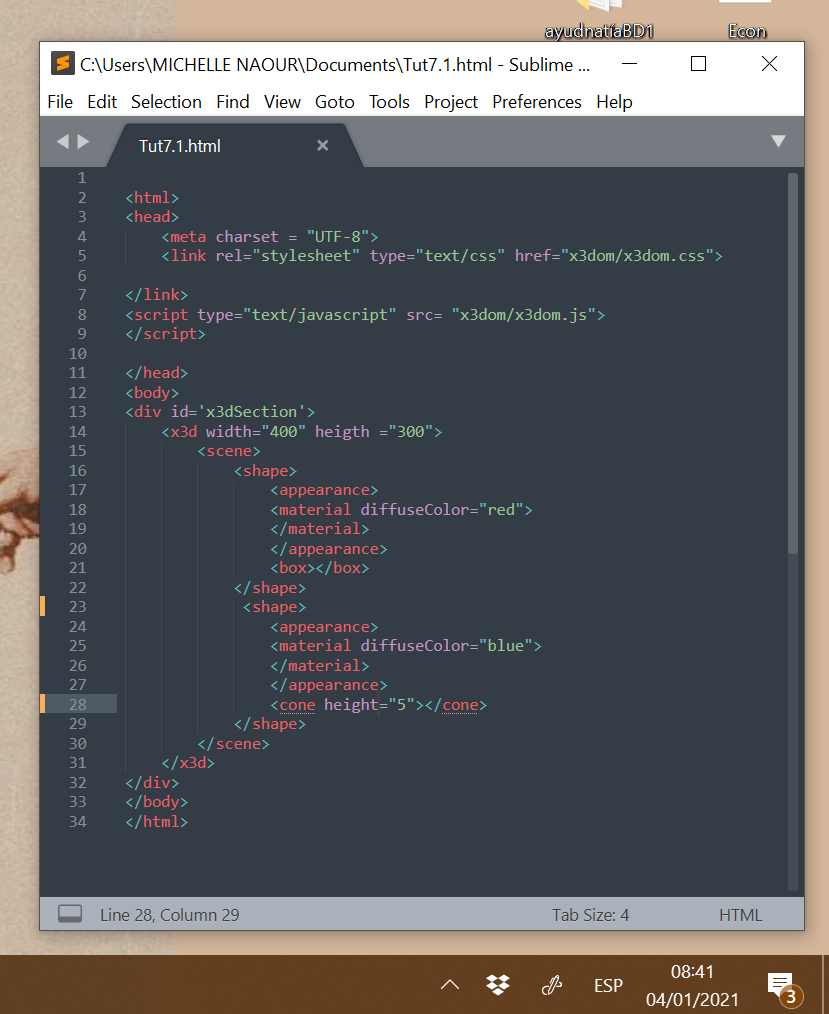 ayudnatíaBD1
Econ
C:\Users\MICHELLE NAOUR\Documents\Tut7.1.html - Sublime ...
File Edit Selection Find View Goto Tools Project Preferences Help
Tut7.1.html
1
2 <html>
3 <head>
4 <meta charset = "UTF-8">
5 <link rel="stylesheet" type="text/css" href="x3dom/x3dom.css">
6
7 </link>
8 <script type="text/javascript" src= "x3dom/x3dom.js">
9 </script>
10
11 </head>
12 <body>
13 <div id='x3dSection'>
14 <x3d width="400" heigth ="300">
15 <scene>
16 <shape>
17 <appearance>
18 <material diffuseColor="red">
19 </material>
20 </appearance>
21 <box></box>
22 </shape>
23 <shape>
24 <appearance>
25 <material diffuseColor="blue">
26 </material>
27 </appearance>
28 <cone height="5"></cone>
29 </shape>
30 </scene>
31 </x3d>
32 </div>
33 </body>
34 </html>
Line 28, Column 29 Tab Size: 4 HTML
ESP
08:41
04/01/2021
3